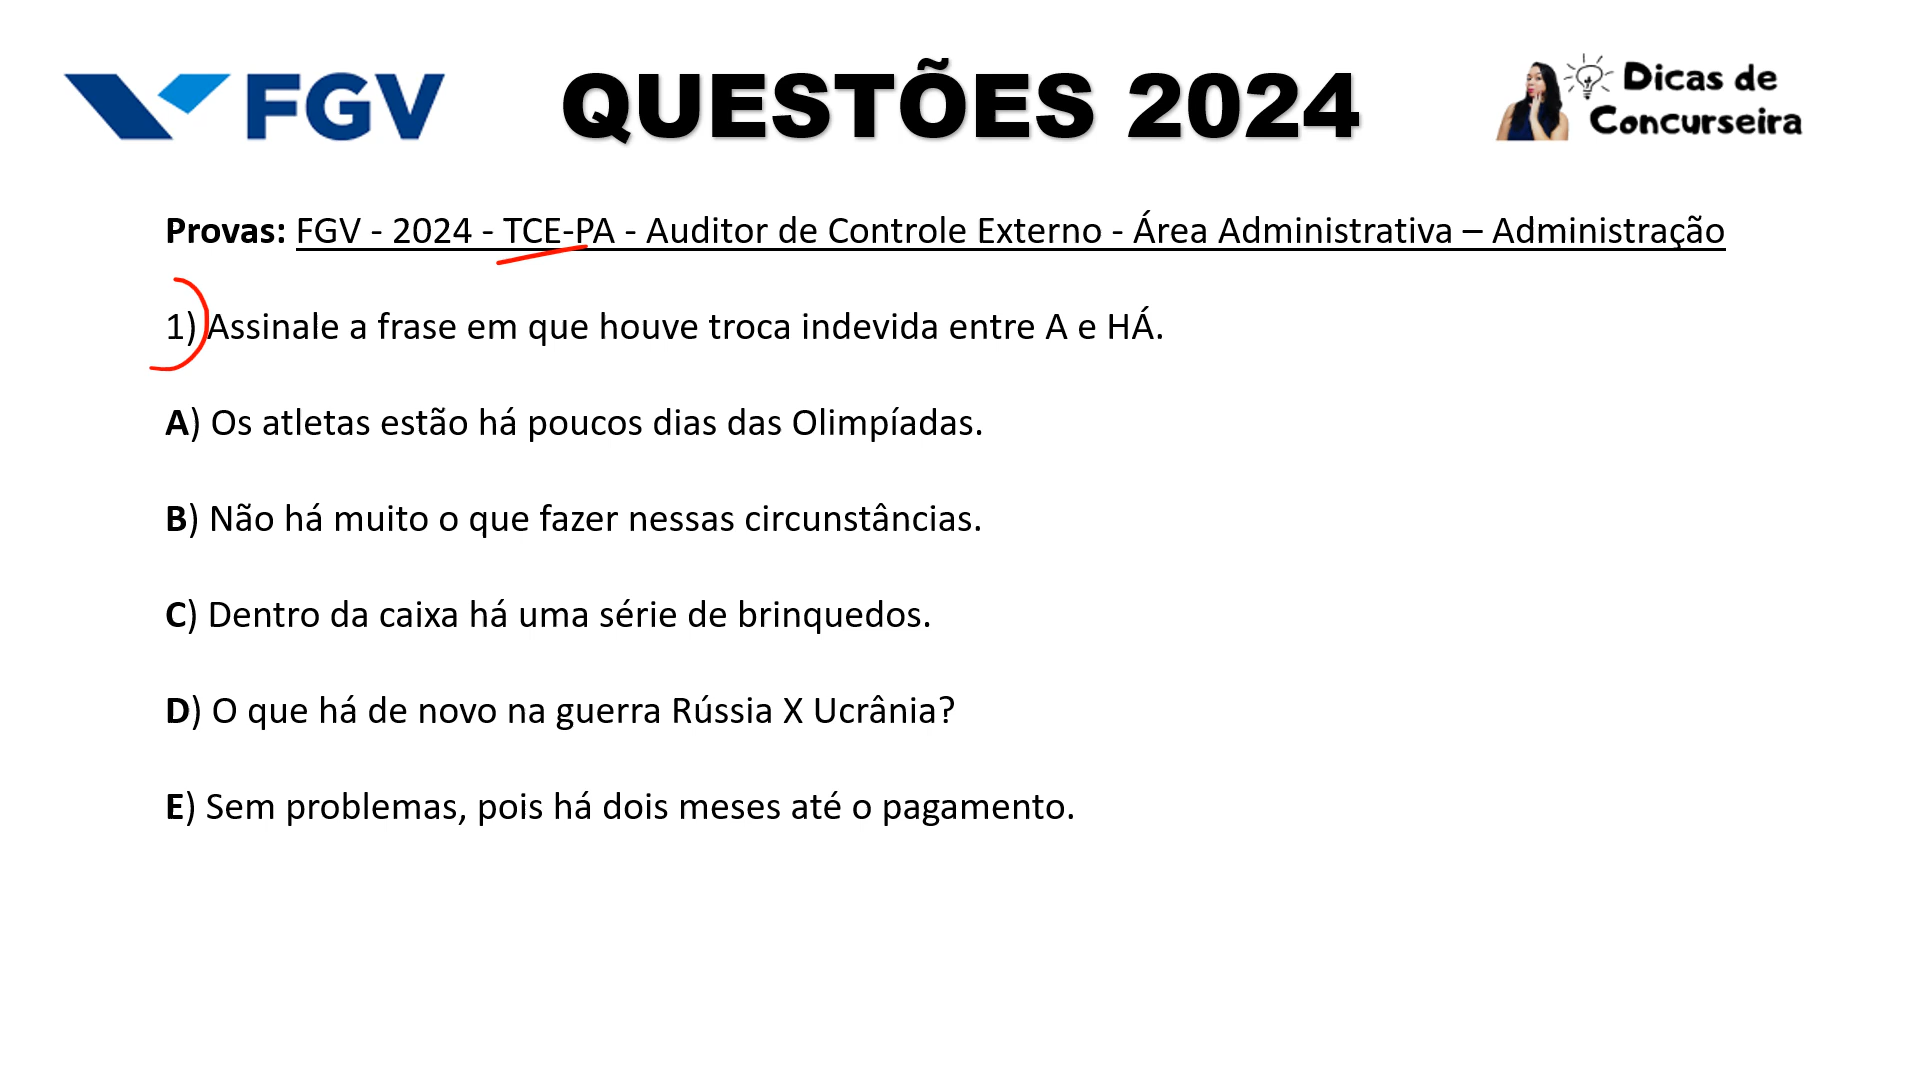 FGV QUESTÕES 2024 Dicas de
Concurseira
Provas: FGV - 2024 - TCE-PA - Auditor de Controle Externo - Área Administrativa – Administração
1) Assinale a frase em que houve troca indevida entre A e HÁ.
A) Os atletas estão há poucos dias das Olimpíadas.
B) Não há muito o que fazer nessas circunstâncias.
C) Dentro da caixa há uma série de brinquedos.
D) O que há de novo na guerra Rússia X Ucrânia?
E) Sem problemas, pois há dois meses até o pagamento.